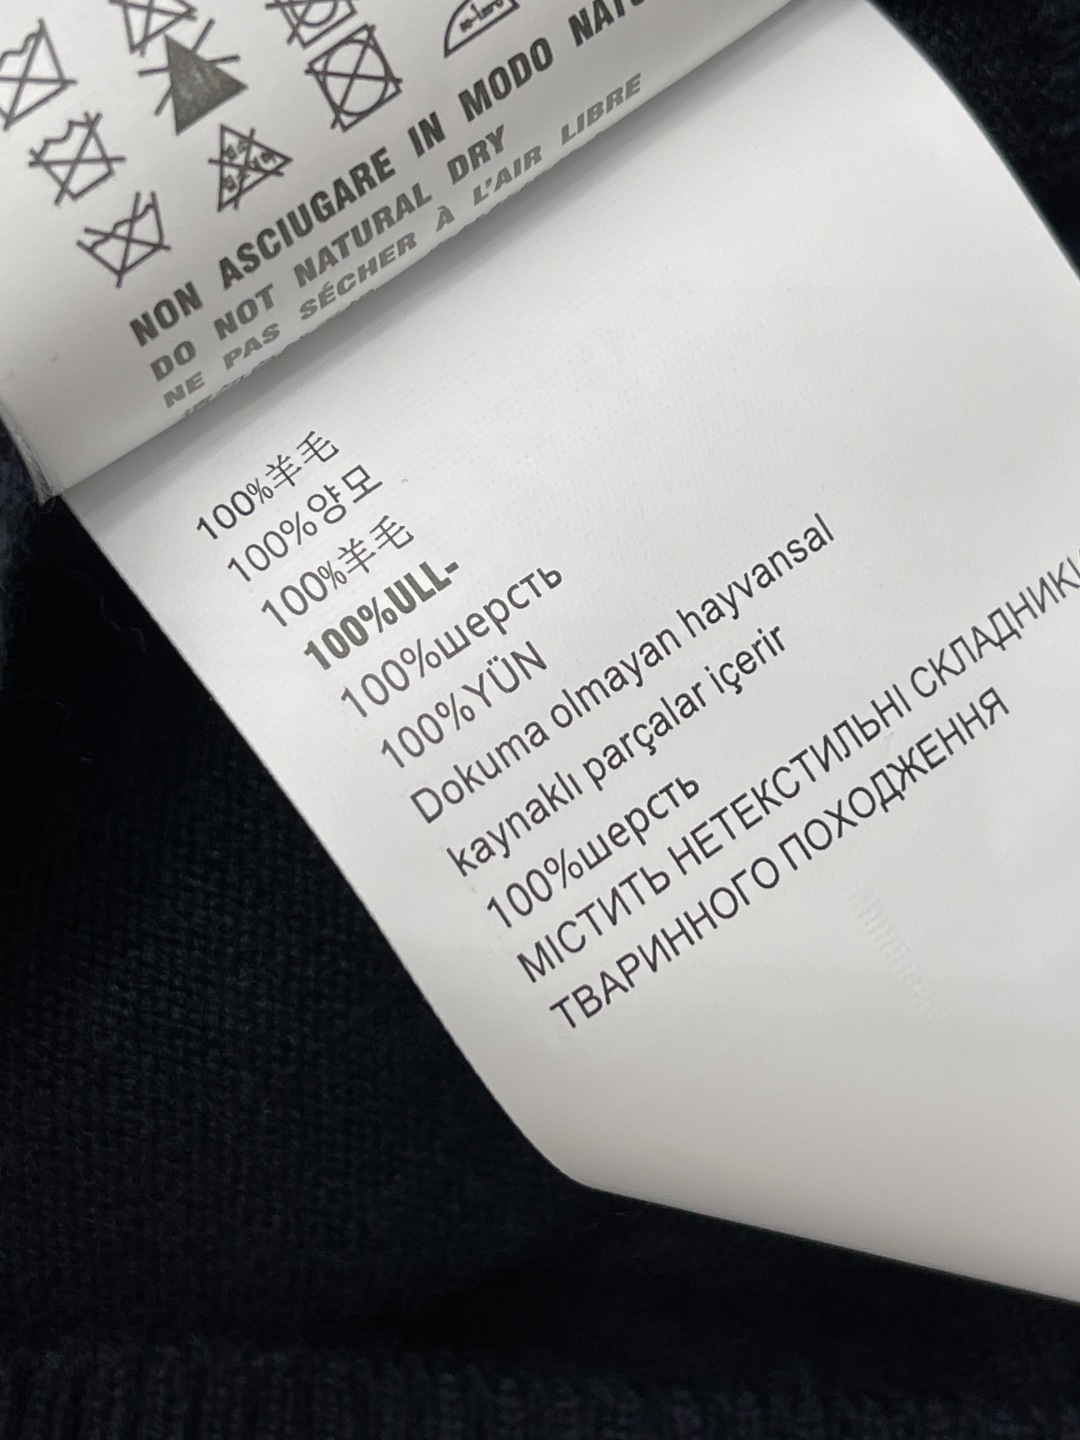 NON ASCIUGARE IN MODO
DO NOT NATURAL DRY
NE PAS SÉCHER À L'AIR LIBRE
100%羊毛
100%양모
100%羊毛
100%ULL-
100%шерсть
100%YÜN
Dokuma olmayan hayvansal
kaynaklı parçalar içerir
100%шерсть
МІСТИТЬ НЕТЕКСТИЛЬНІ СКЛАДНИКИ
ТВАРИННОГО ПОХОДЖЕННЯ